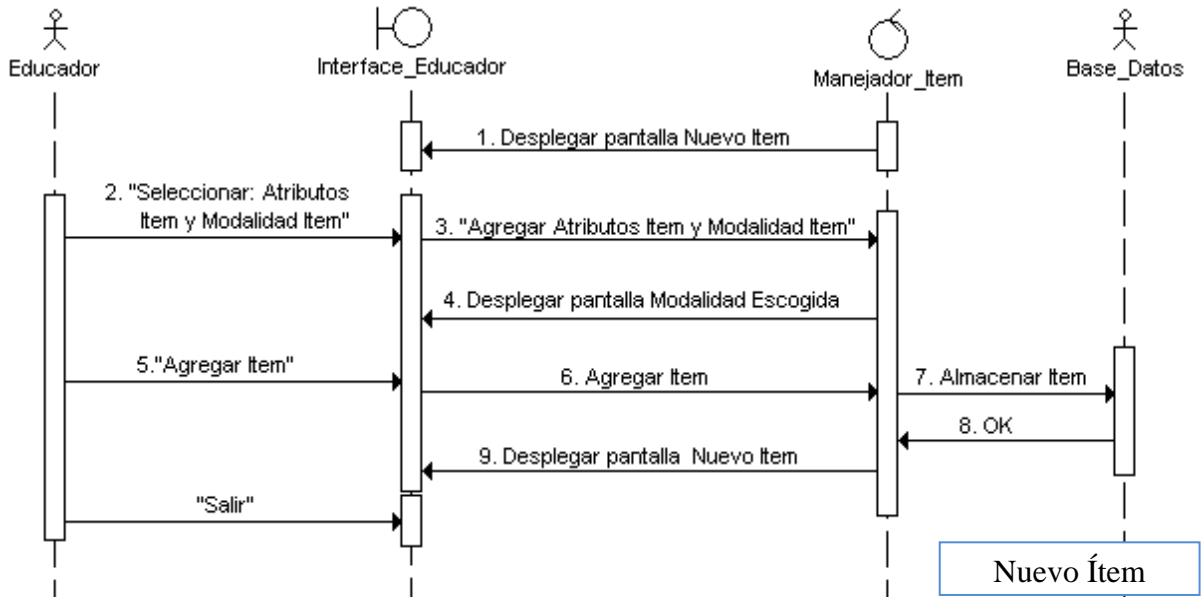 Educador
Interface_Educador
Manejador_Item
Base_Datos
1. Desplegar pantalla Nuevo Item
2. "Seleccionar: Atributos
Item y Modalidad Item"
3. "Agregar Atributos Item y Modalidad Item"
4. Desplegar pantalla Modalidad Escogida
5."Agregar Item"
6. Agregar Item
7. Almacenar Item
8. OK
9. Desplegar pantalla Nuevo Item
"Salir"
Nuevo Ítem